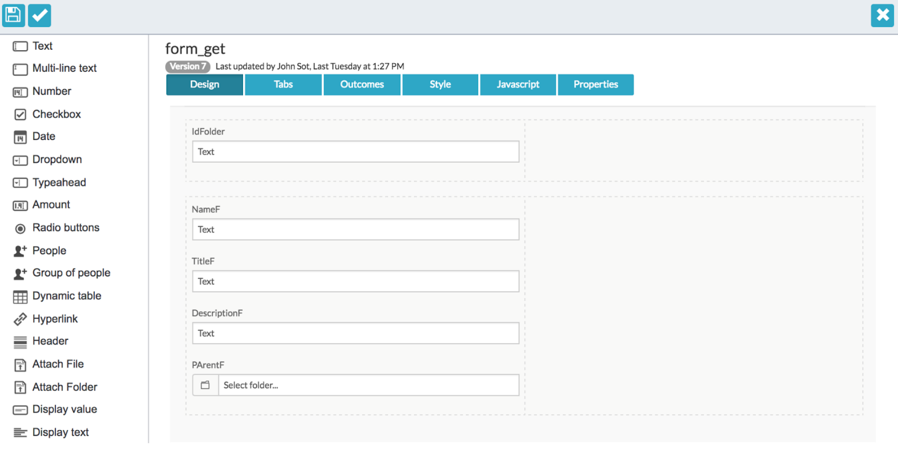 Text
Multi-line text
Number
Checkbox
Date
Dropdown
Typeahead
Amount
Radio buttons
People
Group of people
Dynamic table
Hyperlink
Header
Attach File
Attach Folder
Display value
Display text
form_get
Version 7 Last updated by John Sot, Last Tuesday at 1:27 PM
Design Tabs Outcomes Style Javascript Properties
IdFolder
Text
NameF
Text
TitleF
Text
DescriptionF
Text
PArentF
Select folder...